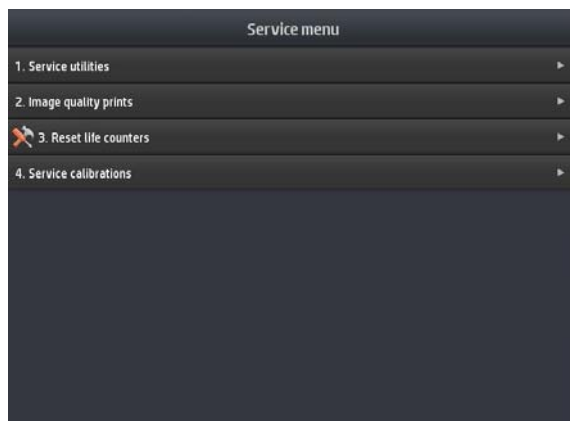 Service menu
1. Service utilities
2. Image quality prints
3. Reset life counters
4. Service calibrations